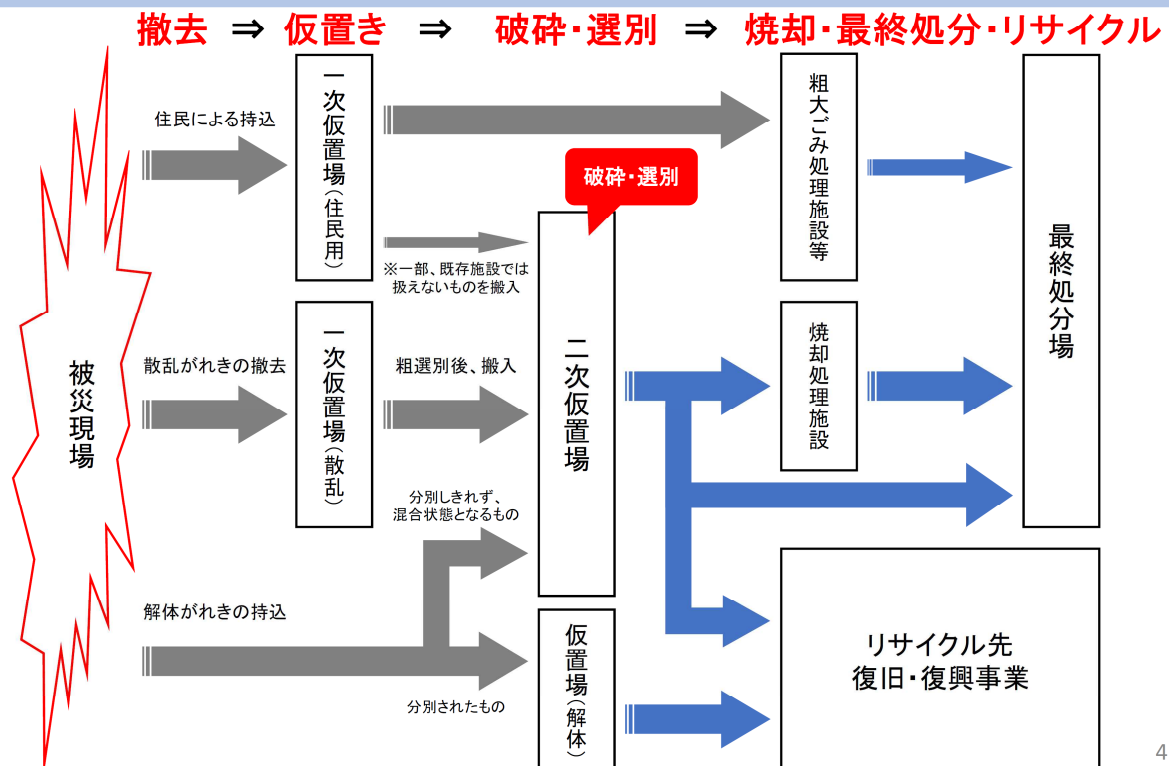 撤去 ⇒ 仮置き ⇒ 破砕・選別 ⇒ 焼却・最終処分・リサイクル
被災現場
住民による持込
一次仮置場(住民用)
※一部、既存施設では
扱えないものを搬入
破砕・選別
粗大ごみ処理施設等
最終処分場
散乱がれきの撤去
一次仮置場(散乱)
粗選別後、搬入
二次仮置場
焼却処理施設
分別しきれず、
混合状態となるもの
解体がれきの持込
分別されたもの
仮置場(解体)
リサイクル先
復旧・復興事業
4